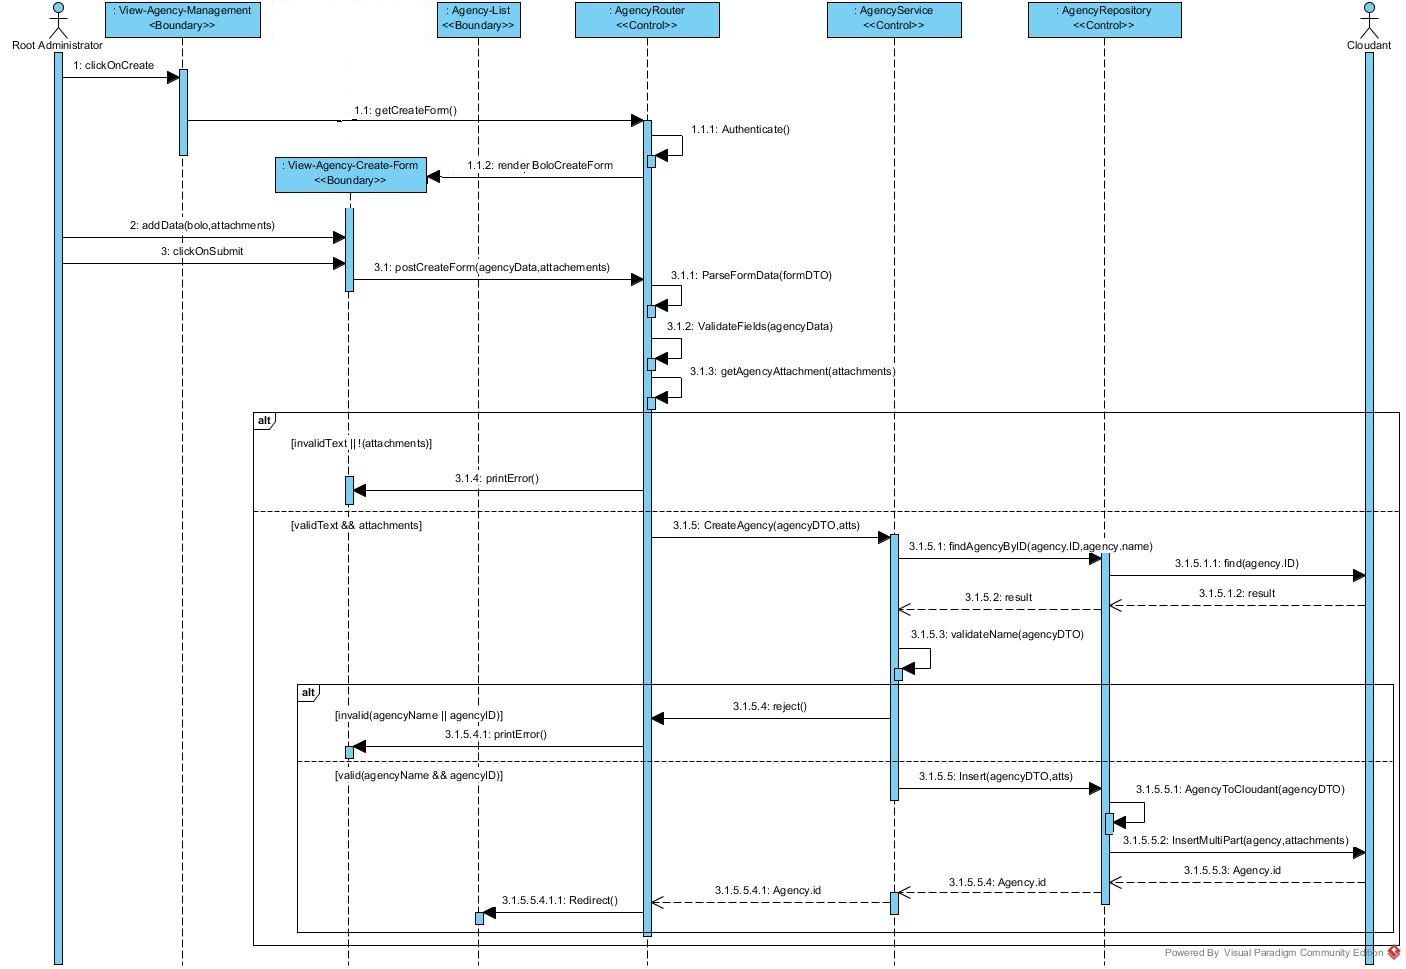 : View-Agency-Management
<Boundary>>
: Agency-List
<<Boundary>>
: AgencyRouter
<<Control>>
: AgencyService
<<Control>>
: AgencyRepository
<<Control>>
Root Administrator
Cloudant
1: clickOnCreate
1.1: getCreateForm()
1.1.1: Authenticate()
: View-Agency-Create-Form
<<Boundary>>
1.1.2: render BoloCreateForm
2: addData(bolo,attachments)
3: clickOnSubmit
3.1: postCreateForm(agencyData,attachements)
3.1.1: ParseFormData(formDTO)
3.1.2: ValidateFields(agencyData)
3.1.3: getAgencyAttachment(attachments)
alt
[invalidText || !(attachments)]
3.1.4: printError()
[validText && attachments]
3.1.5: CreateAgency(agencyDTO,atts)
3.1.5.1: findAgencyByID(agency.ID,agency.name)
3.1.5.1.1: find(agency.ID)
3.1.5.1.2: result
3.1.5.2: result
3.1.5.3: validateName(agencyDTO)
alt
[invalid(agencyName || agencyID)]
3.1.5.4: reject()
3.1.5.4.1: printError()
[valid(agencyName && agencyID)]
3.1.5.5: Insert(agencyDTO,atts)
3.1.5.5.1: AgencyToCloudant(agencyDTO)
3.1.5.5.2: InsertMultiPart(agency,attachments)
3.1.5.5.3: Agency.id
3.1.5.5.4: Agency.id
3.1.5.5.4.1: Agency.id
3.1.5.5.4.1.1: Redirect()
Powered By Visual Paradigm Community Edition